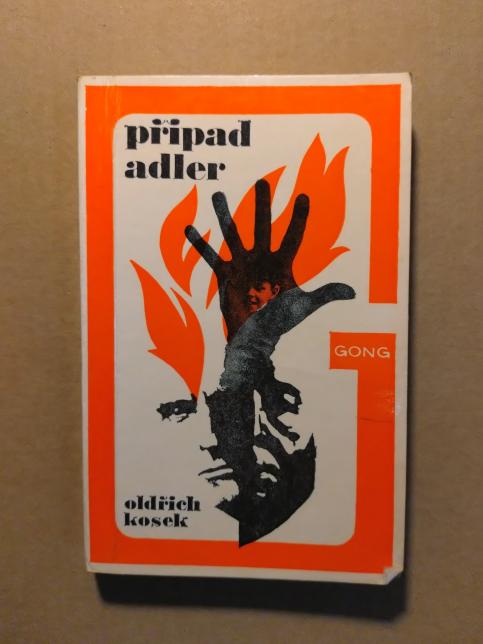 případ
adler
GONG
oldřich
kosek